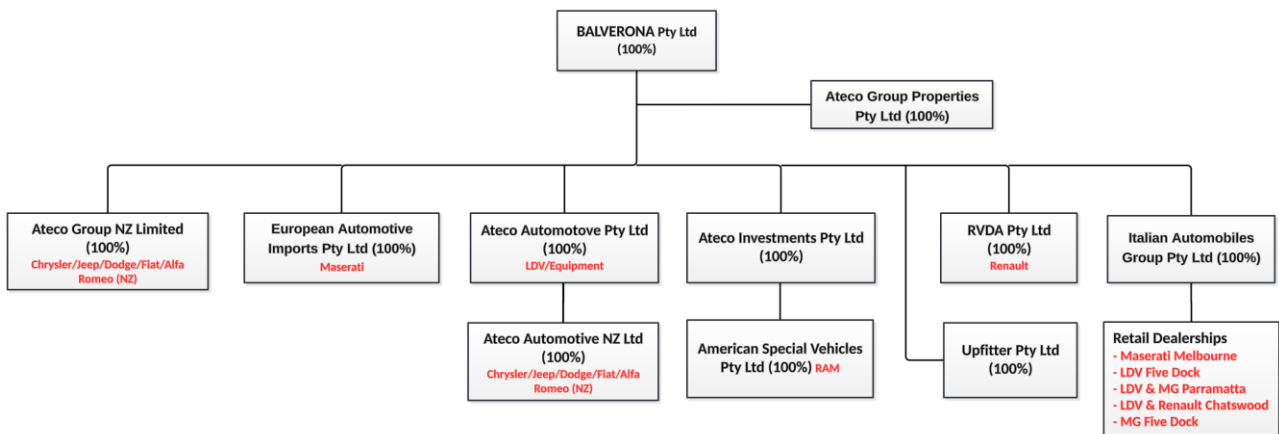 BALVERONA Pty Ltd
(100%)
Ateco Group Properties
Pty Ltd (100%)
Ateco Group NZ Limited
(100%)
Chrysler/Jeep/Dodge/Fiat/Alfa
Romeo (NZ)
European Automotive
Imports Pty Ltd (100%)
Maserati
Ateco Automotove Pty Ltd
(100%)
LDV/Equipment
Ateco Investments Pty Ltd
(100%)
RVDA Pty Ltd
(100%)
Renault
Italian Automobiles
Group Pty Ltd (100%)
Ateco Automotive NZ Ltd
(100%)
Chrysler/Jeep/Dodge/Fiat/Alfa
Romeo (NZ)
American Special Vehicles
Pty Ltd (100%) RAM
Upfitter Pty Ltd
(100%)
Retail Dealerships
- Maserati Melbourne
- LDV Five Dock
- LDV & MG Parramatta
- LDV & Renault Chatswood
- MG Five Dock